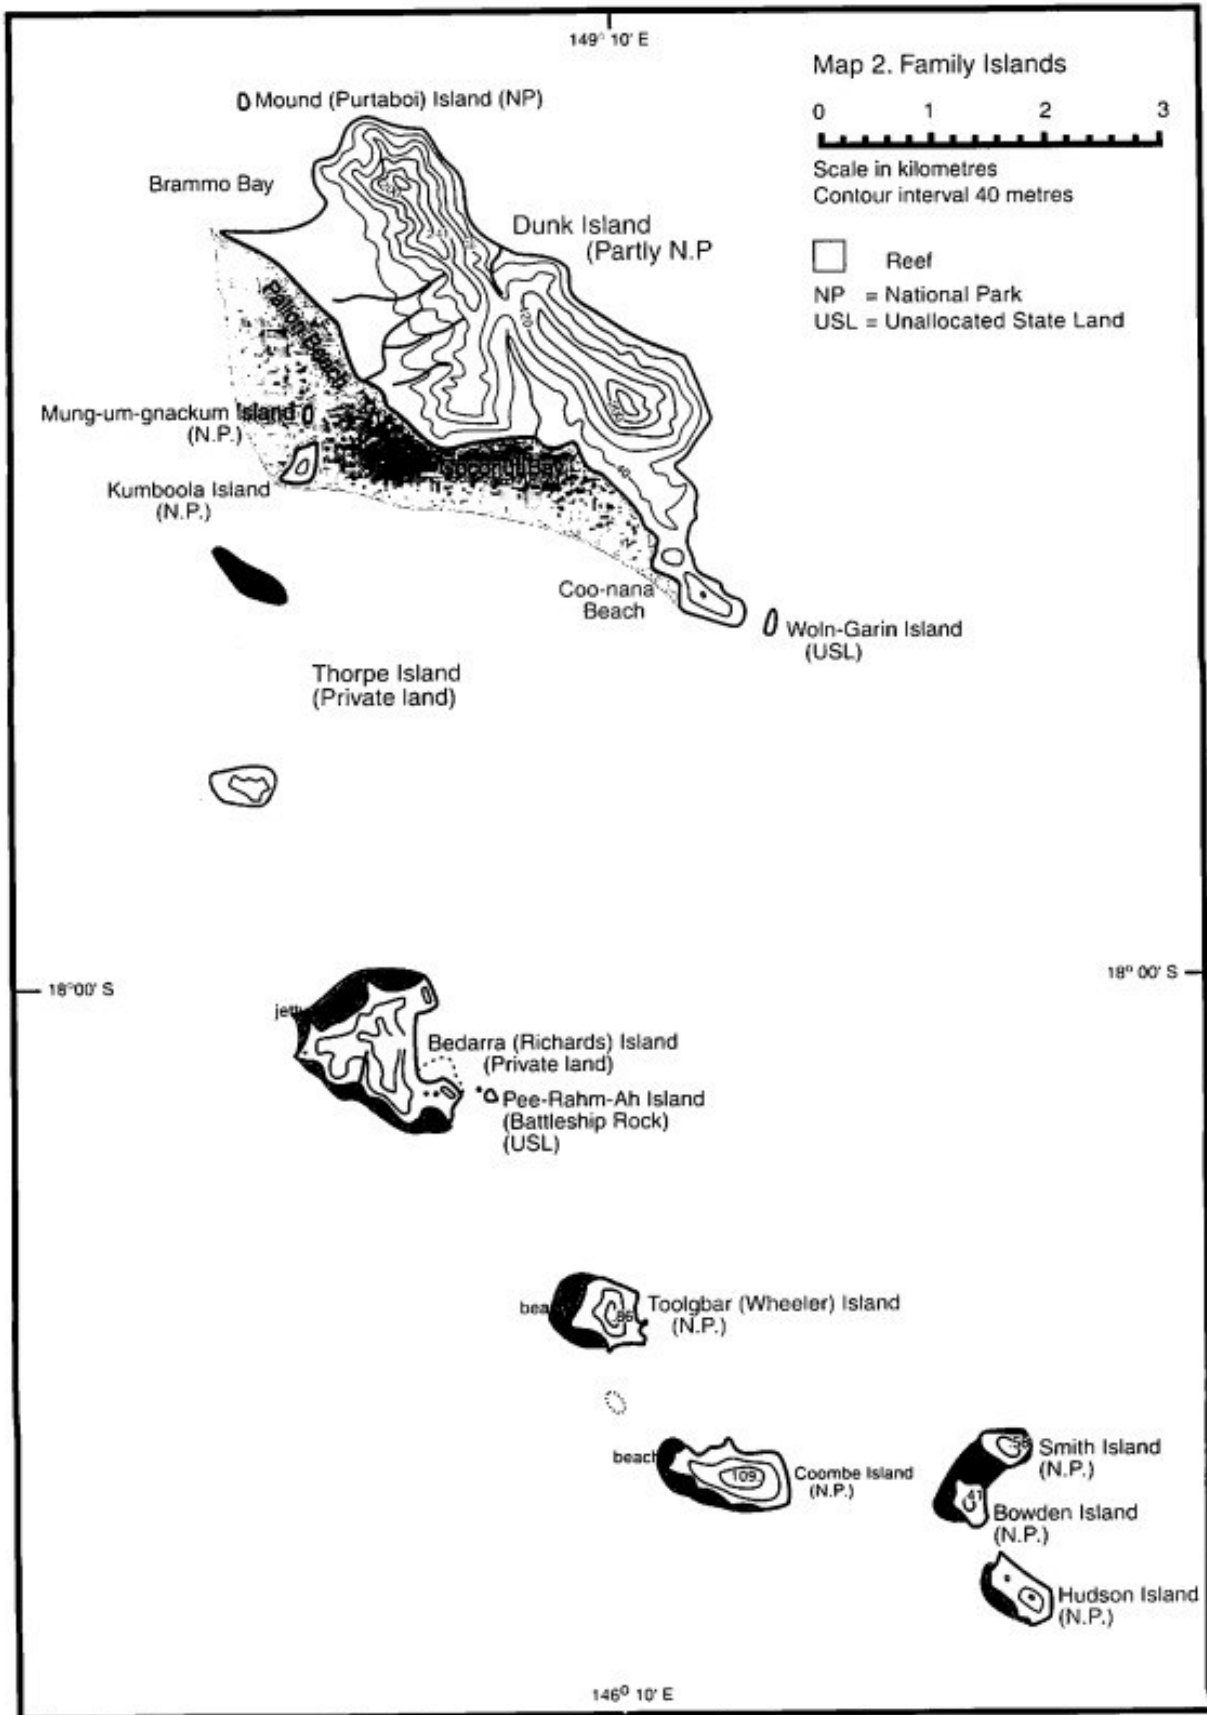 149° 10' E
Map 2. Family Islands
0 1 2 3
Scale in kilometres
Contour interval 40 metres
Reef
NP = National Park
USL = Unallocated State Land
Mound (Purtaboi) Island (NP)
Brammo Bay
Dunk Island
(Partly N.P
241
Mung-um-gnackum Island
(N.P.)
Kumboola Island
(N.P.)
Coconut Bay
40
Coo-nana
Beach
Woln-Garin Island
(USL)
Thorpe Island
(Private land)
18°00' S
18° 00' S
jett
Bedarra (Richards) Island
(Private land)
Pee-Rahm-Ah Island
(Battleship Rock)
(USL)
bea
86
Toolgbar (Wheeler) Island
(N.P.)
beach
109
Coombe Island
(N.P.)
Smith Island
(N.P.)
41
Bowden Island
(N.P.)
Hudson Island
(N.P.)
146° 10' E